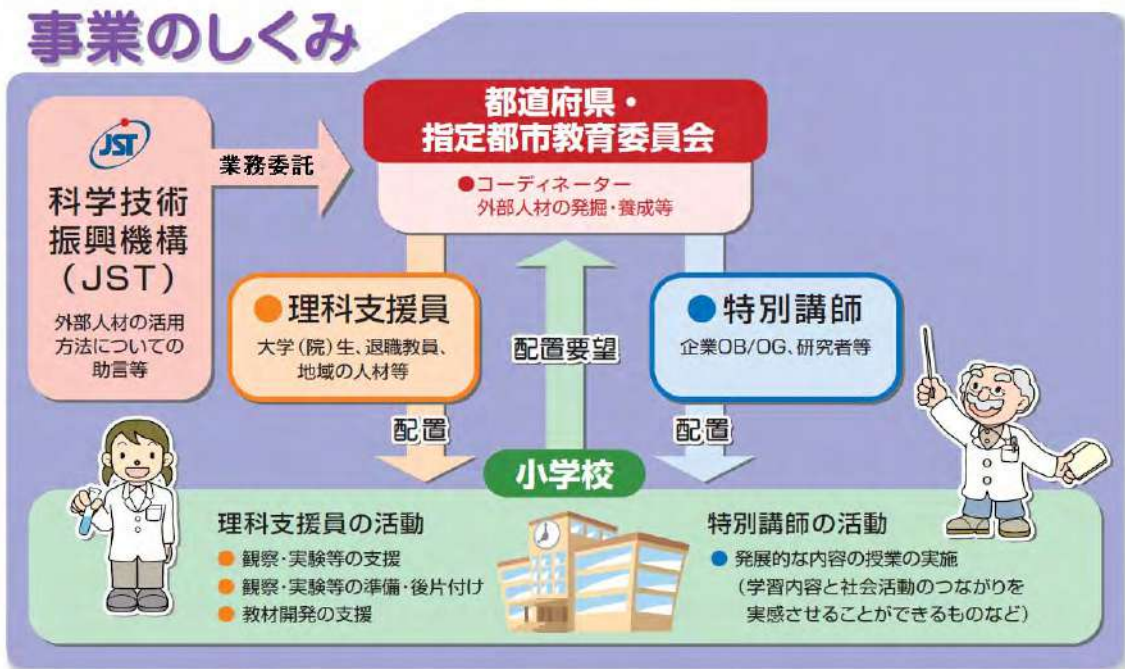 事業のしくみ
JST
科学技術
振興機構
(JST)
外部人材の活用
方法についての
助言等
業務委託
都道府県・
指定都市教育委員会
●コーディネーター
外部人材の発掘・養成等
●理科支援員
大学(院)生、退職教員、
地域の人材等
配置要望
●特別講師
企業OB/OG、研究者等
配置
配置
小学校
理科支援員の活動
●観察・実験等の支援
●観察・実験等の準備・後片付け
●教材開発の支援
特別講師の活動
●発展的な内容の授業の実施
(学習内容と社会活動のつながりを
実感させることができるものなど)